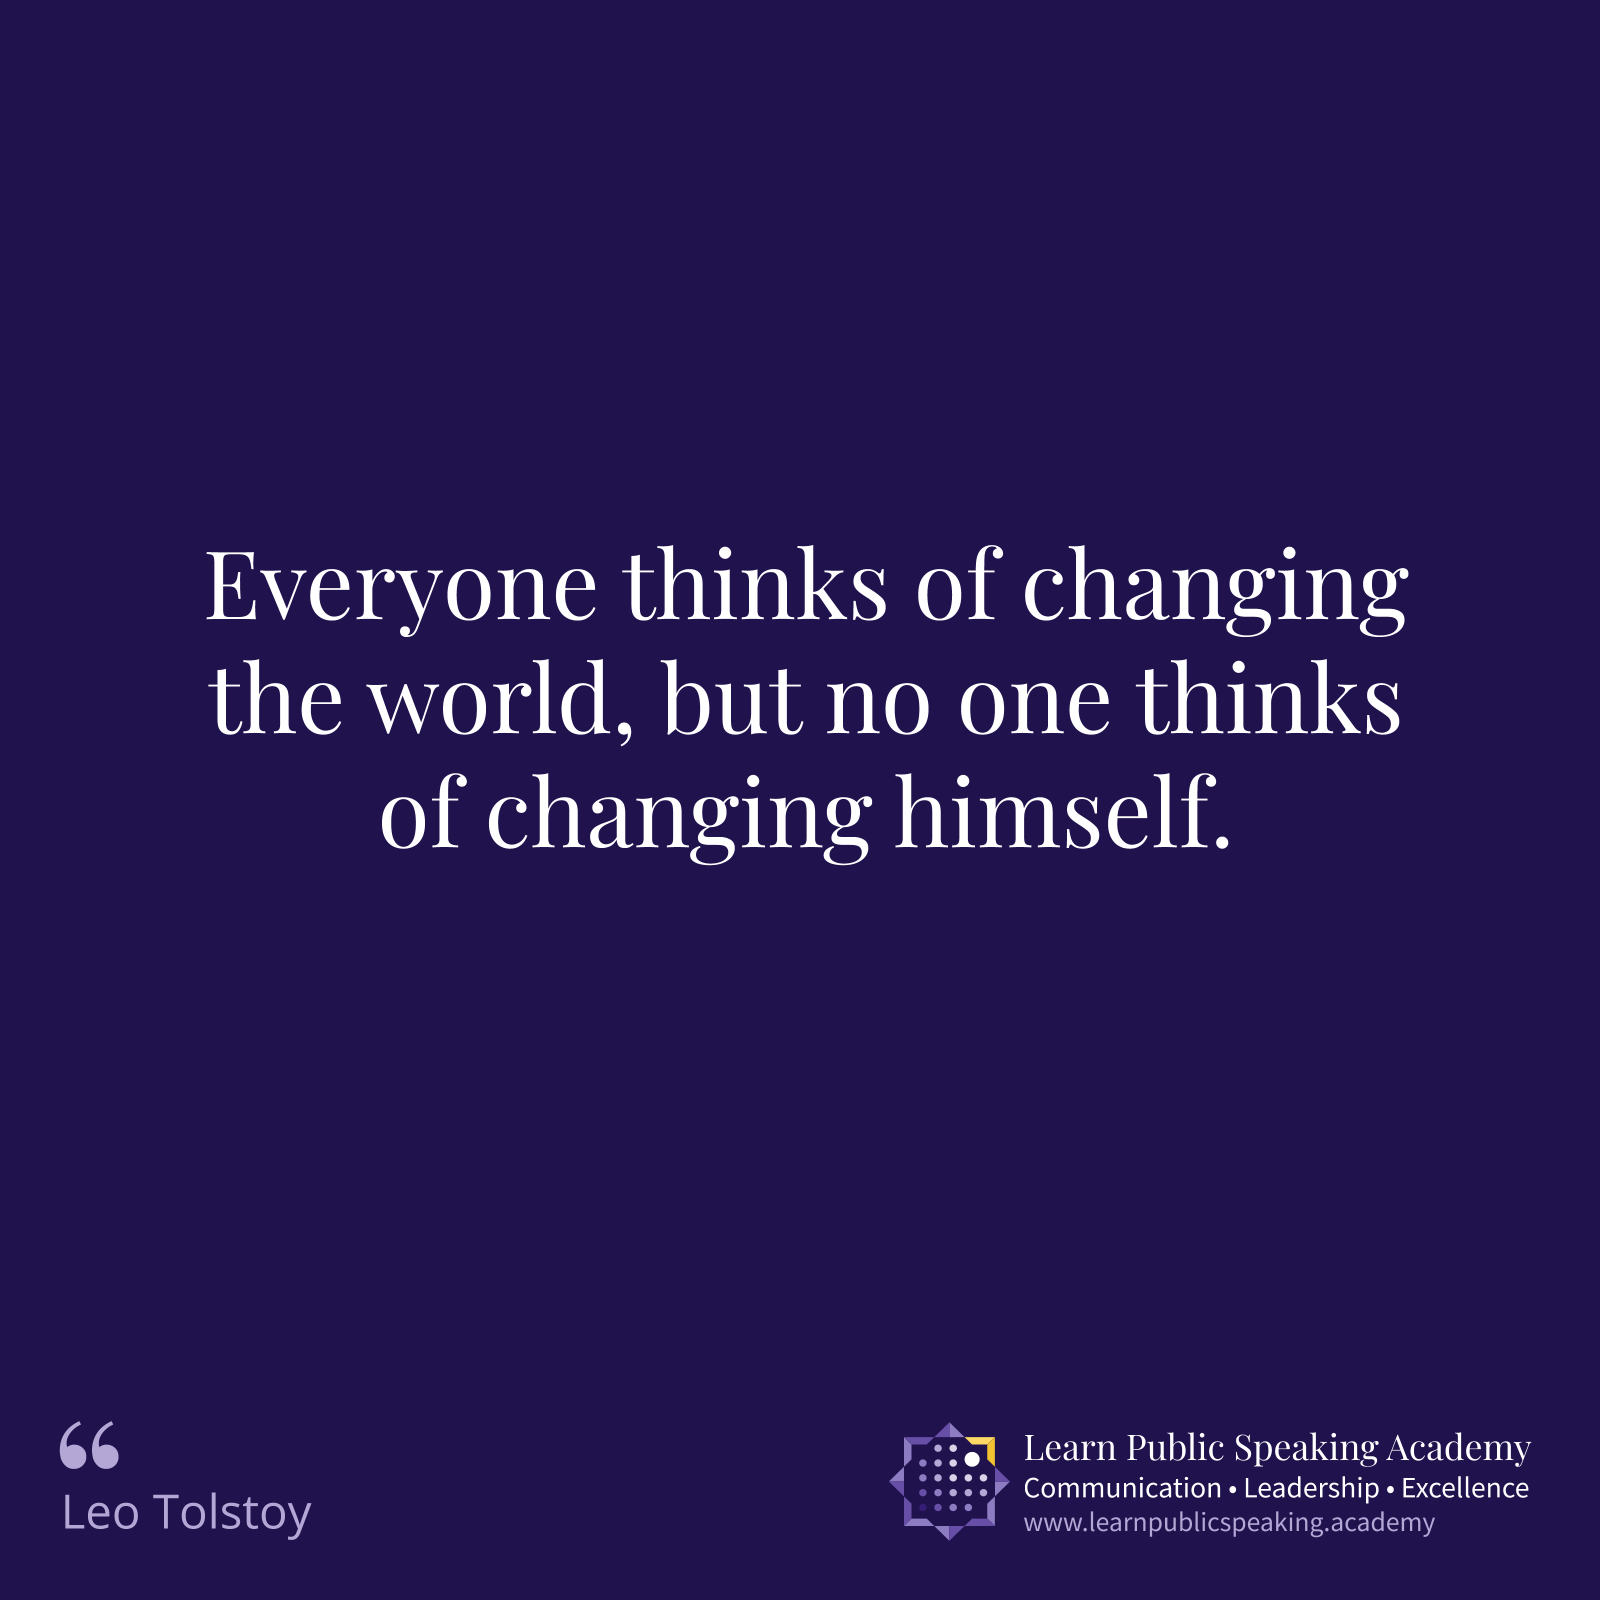 Everyone thinks of changing
the world, but no one thinks
of changing himself.
“
Leo Tolstoy
Learn Public Speaking Academy
Communication • Leadership • Excellence
www.learnpublicspeaking.academy